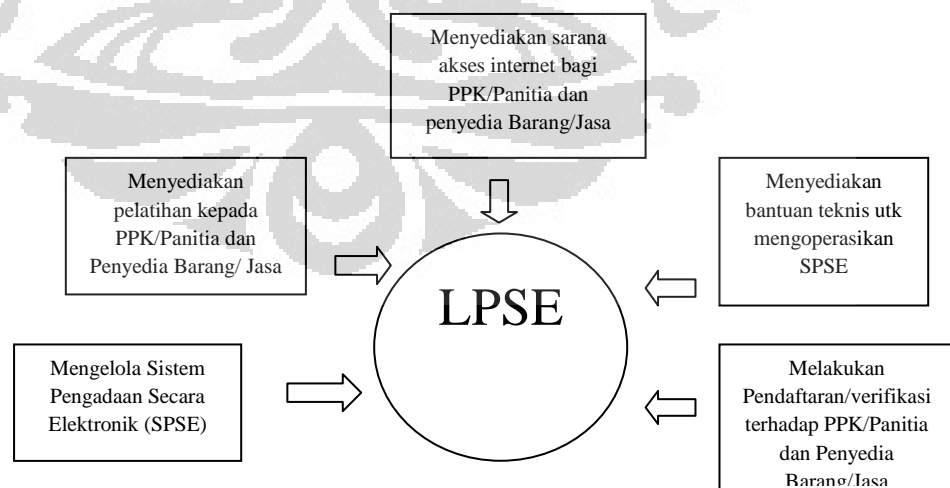 Menyediakan sarana
akses internet bagi
PPK/Panitia dan
penyedia Barang/Jasa
Menyediakan
pelatihan kepada
PPK/Panitia dan
Penyedia Barang/ Jasa
Menyediakan
bantuan teknis utk
mengoperasikan
SPSE
LPSE
Mengelola Sistem
Pengadaan Secara
Elektronik (SPSE)
Melakukan
Pendaftaran/verifikasi
terhadap PPK/Panitia
dan Penyedia
Barang/Jasa